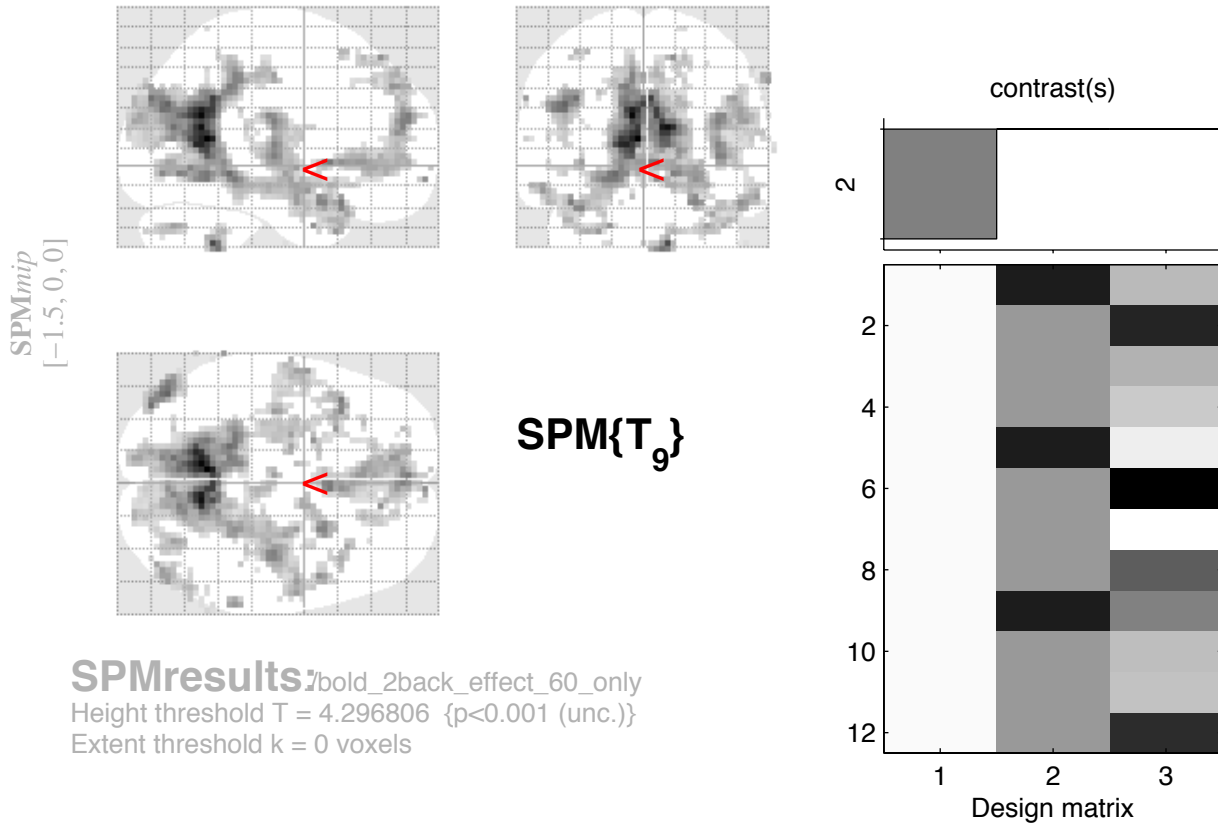 SPMmip
[−1.5, 0, 0]
<
<
<
SPM{T9}
SPMresults:/bold_2back_effect_60_only
Height threshold T = 4.296806 {p<0.001 (unc.)}
Extent threshold k = 0 voxels
contrast(s)
2
2
4
6
8
10
12
1 2 3
Design matrix